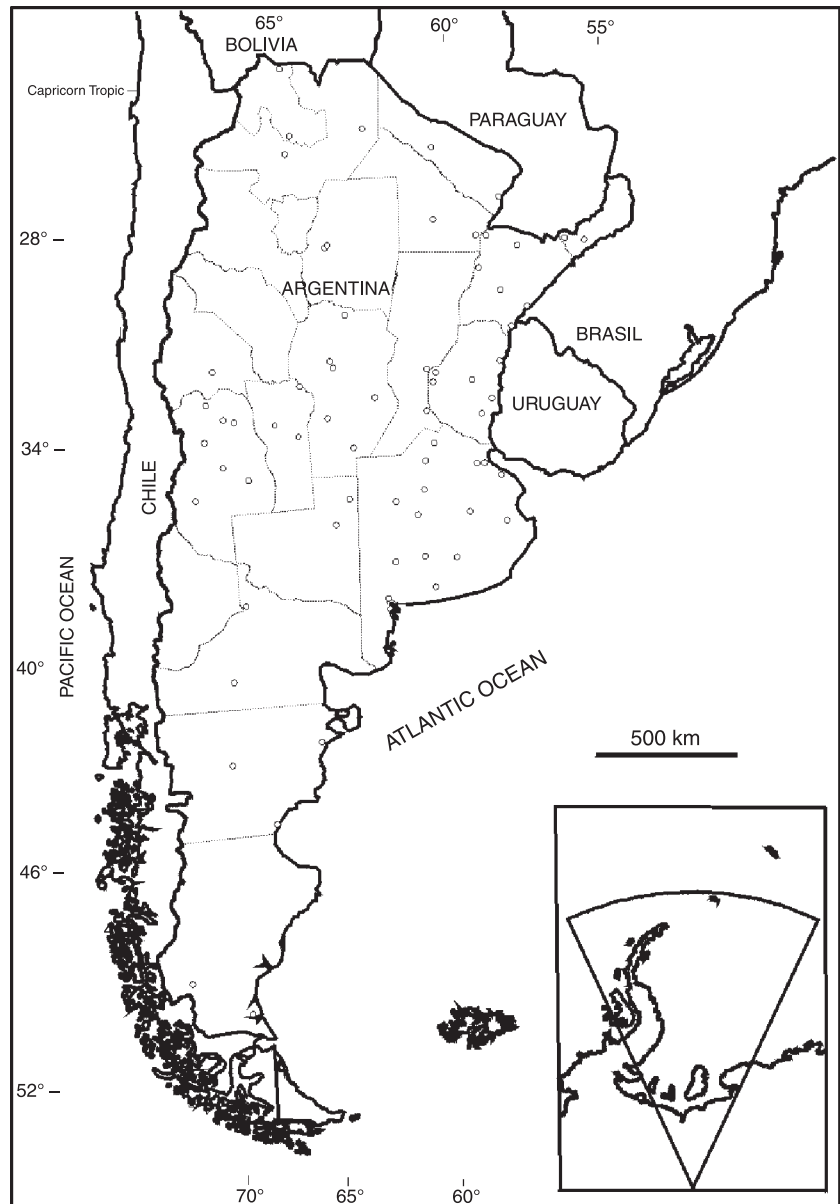 65° 60° 55°
BOLIVIA
Capricorn Tropic
PARAGUAY
28°
ARGENTINA
BRASIL
URUGUAY
34°
CHILE
PACIFIC OCEAN
40°
ATLANTIC OCEAN
500 km
46°
52°
70° 65° 60°